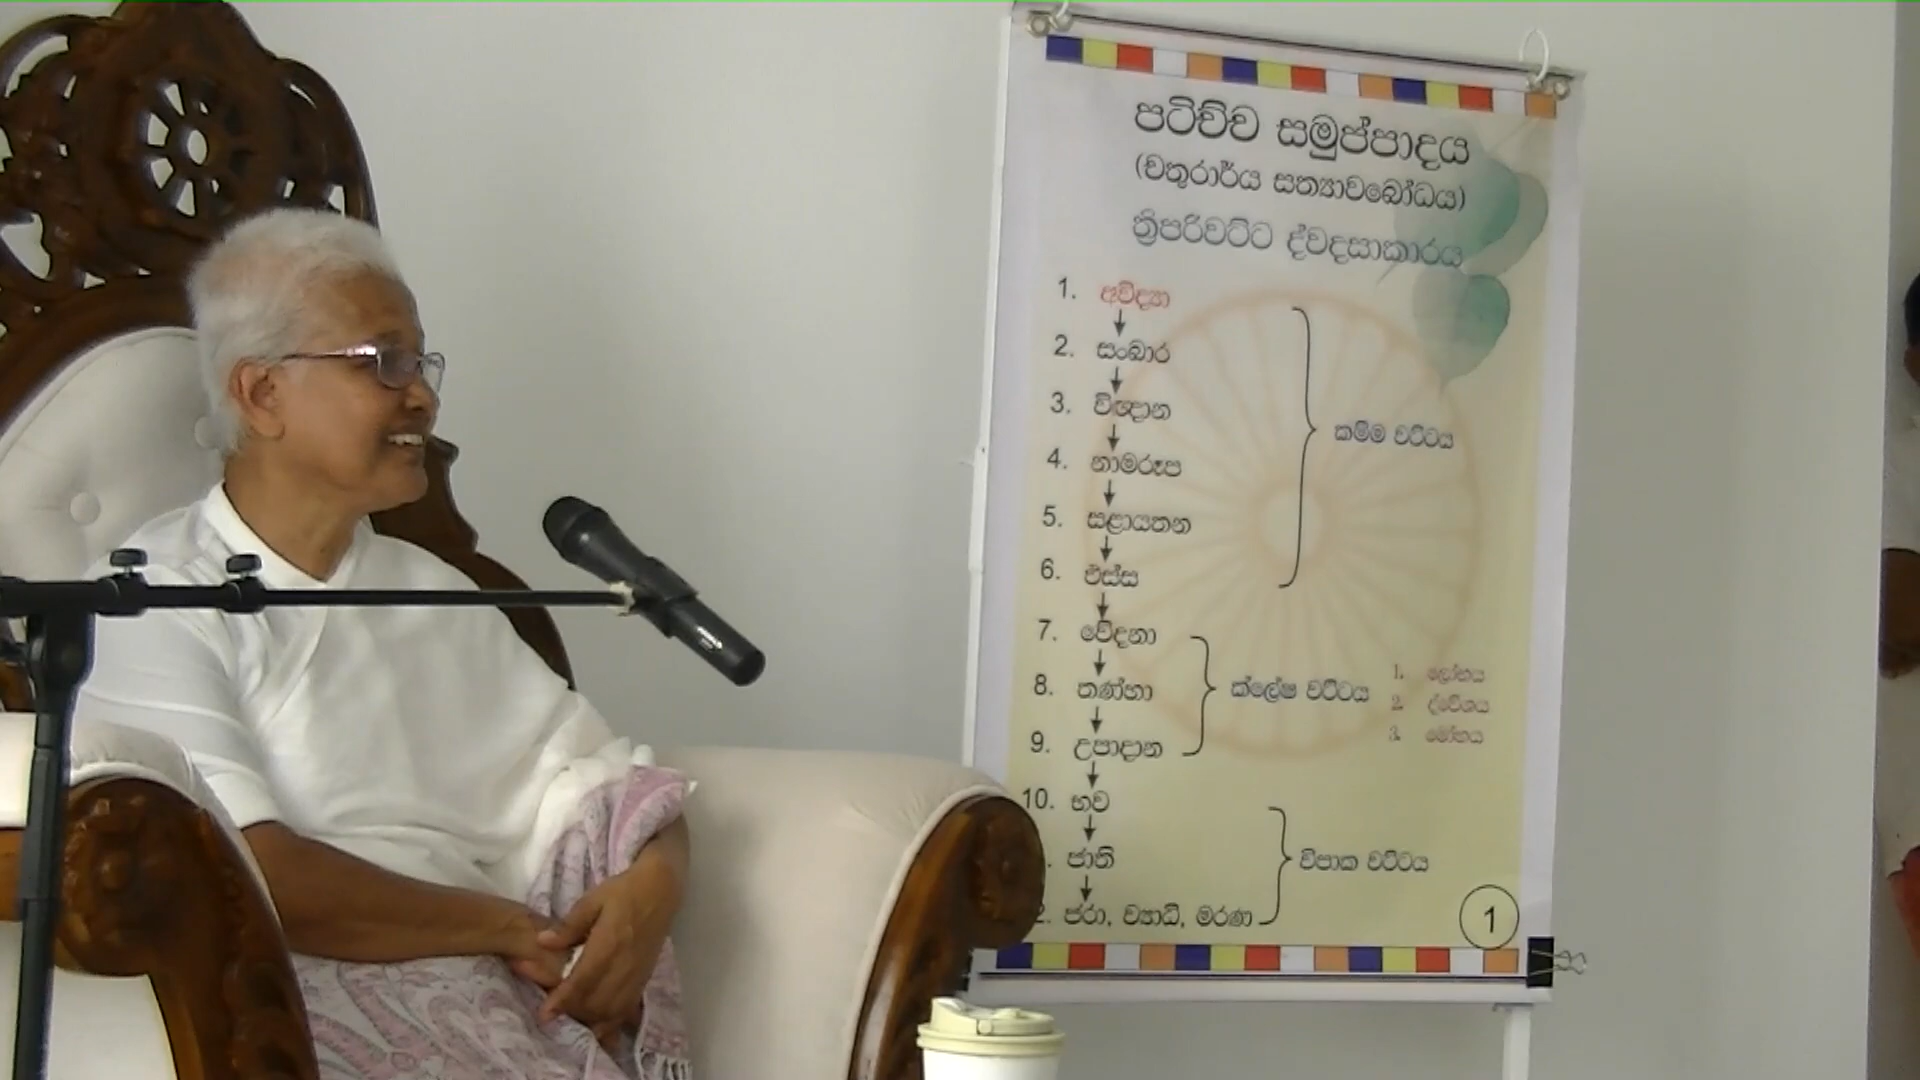 පටිච්ච සමුප්පාදය
(චතුරාර්ය සත්‍යාවබෝධය)
ත්‍රිපරිවට්ට ද්වදසාකාරය
1. අවිද්‍යා
2. සංඛාර
3. විඥාන
4. නාමරූප
5. සළායතන
6. ඵස්ස
කම්ම වට්ටය
7. වේදනා
8. තණ්හා
9. උපාදාන
ක්ලේෂ වට්ටය
1. ලෝභය
2. ද්වේශය
3. මෝහය
10. භව
. ජාති
2. ජරා, ව්‍යාධි, මරණ
විපාක වට්ටය
1